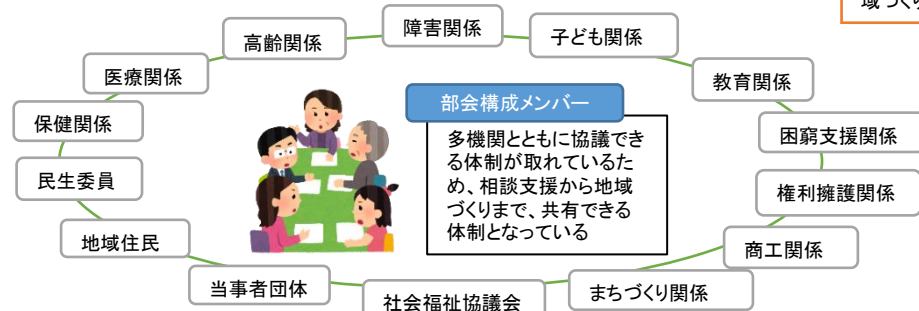 域づくり
障害関係
高齢関係
子ども関係
医療関係
教育関係
部会構成メンバー
保健関係
困窮支援関係
多機関とともに協議でき
る体制が取れているた
め、相談支援から地域
づくりまで、共有できる
体制となっている
民生委員
権利擁護関係
地域住民
商工関係
当事者団体
まちづくり関係
社会福祉協議会